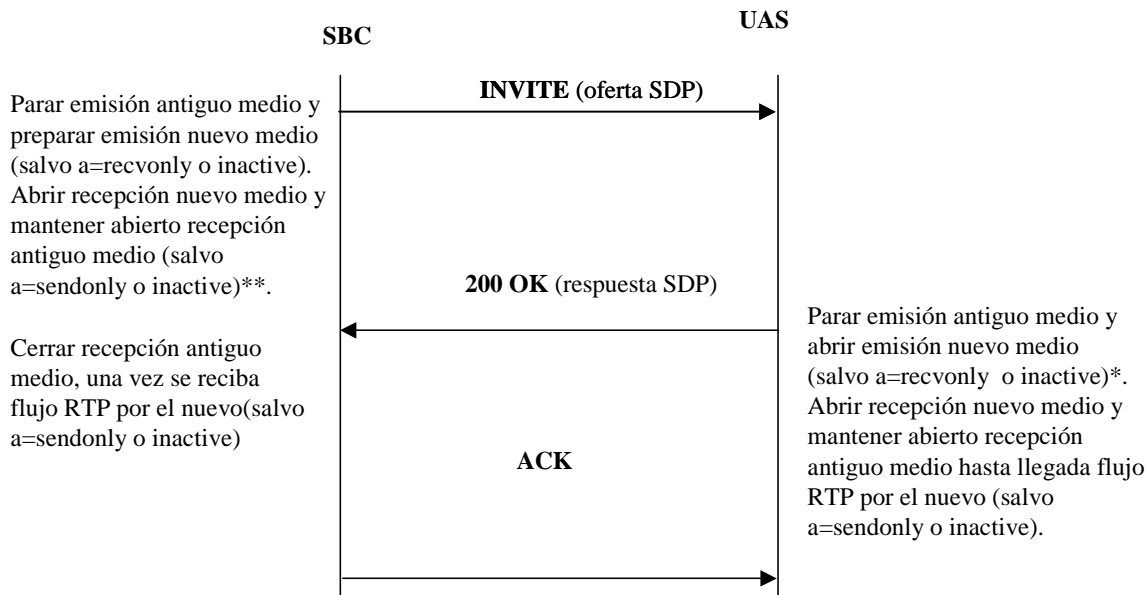 SBC
UAS
INVITE (oferta SDP)
Parar emisión antiguo medio y
preparar emisión nuevo medio
(salvo a=recvonly o inactive).
Abrir recepción nuevo medio y
mantener abierto recepción
antiguo medio (salvo
a=sendonly o inactive)**.
200 OK (respuesta SDP)
Cerrar recepción antiguo
medio, una vez se reciba
flujo RTP por el nuevo(salvo
a=sendonly o inactive)
Parar emisión antiguo medio y
abrir emisión nuevo medio
(salvo a=recvonly o inactive)*.
Abrir recepción nuevo medio y
mantener abierto recepción
antiguo medio hasta llegada flujo
RTP por el nuevo (salvo
a=sendonly o inactive).
ACK